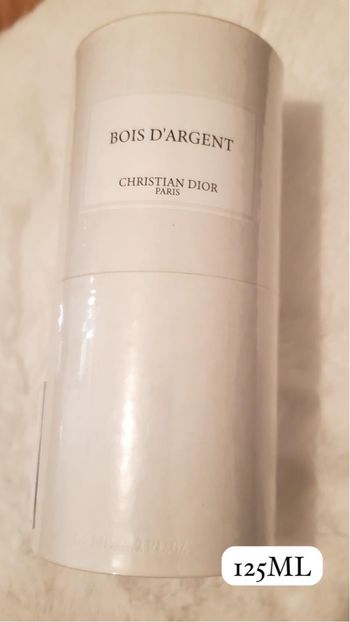 BOIS D'ARGENT
CHRISTIAN DIOR
PARIS
125ML